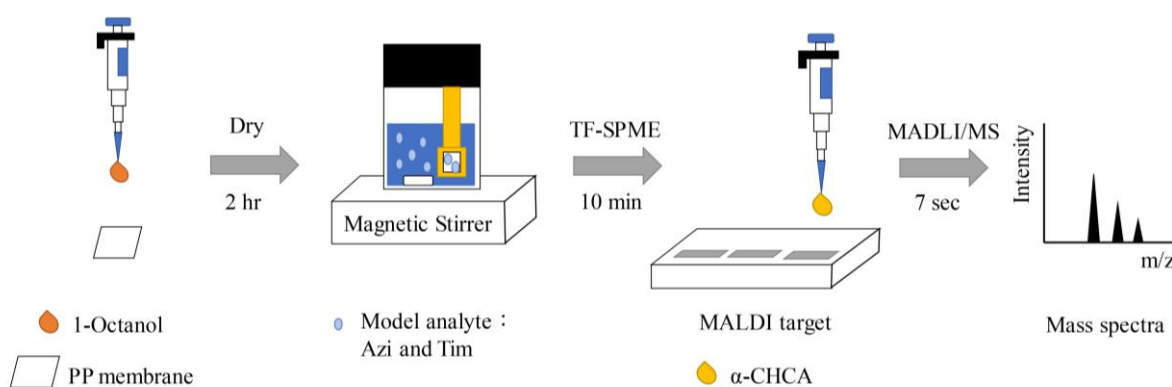 Dry
2 hr
Magnetic Stirrer
TF-SPME
10 min
MADLI/MS
7 sec
Intensity
m/z
1-Octanol
PP membrane
Model analyte：
Azi and Tim
MALDI target
α-CHCA
Mass spectra